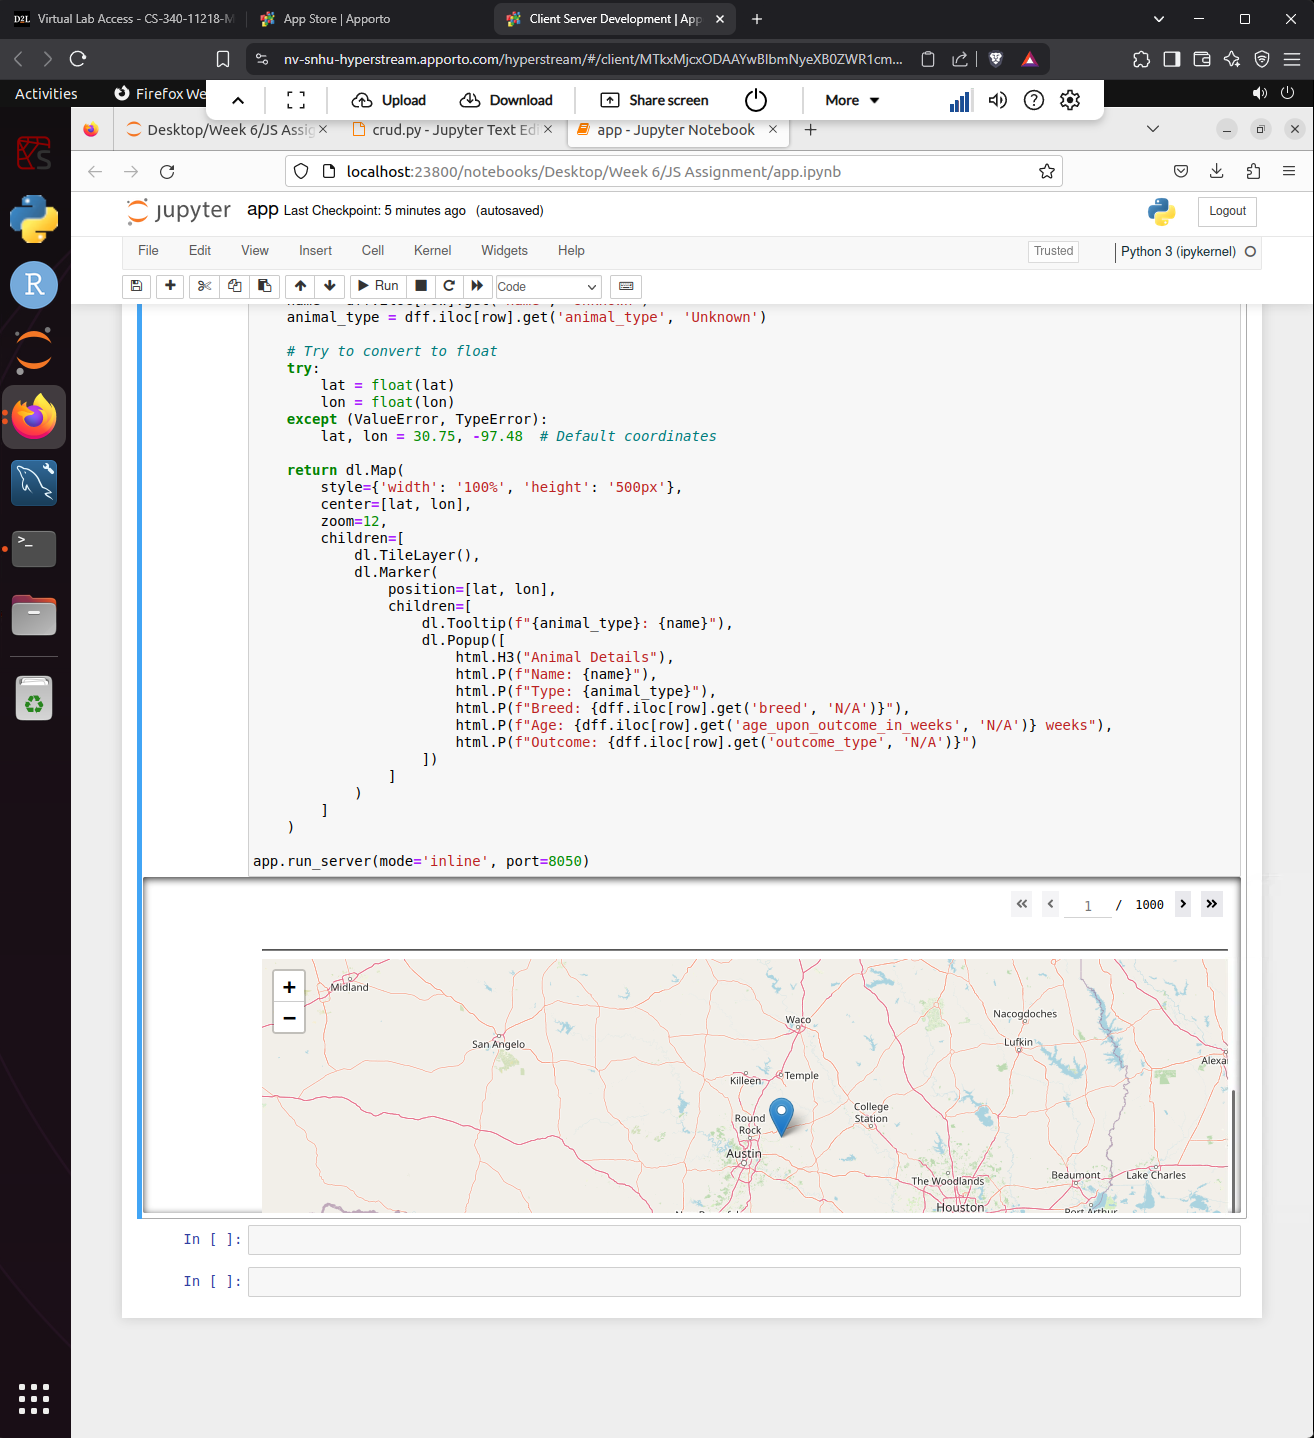 Virtual Lab Access - CS-340-11218-M
App Store | Apporto
Client Server Development | App
nv-snhu-hyperstream.apporto.com/hyperstream/#/client/MTkxMjcxODAAYwBlbmNyeXB0ZWR1cm...
Activities
Firefox We
Upload
Download
Share screen
More
Desktop/Week 6/JS Assig
crud.py - Jupyter Text Edi
app - Jupyter Notebook
localhost:23800/notebooks/Desktop/Week 6/JS Assignment/app.ipynb
jupyter
app Last Checkpoint: 5 minutes ago (autosaved)
Logout
File Edit View Insert Cell Kernel Widgets Help
Trusted
Python 3 (ipykernel)
Run
Code
animal_type = dff.iloc[row].get('animal_type', 'Unknown')
# Try to convert to float
try:
lat = float(lat)
lon = float(lon)
except (ValueError, TypeError):
lat, lon = 30.75, -97.48  # Default coordinates
return dl.Map(
style={'width': '100%', 'height': '500px'},
center=[lat, lon],
zoom=12,
children=[
dl.TileLayer(),
dl.Marker(
position=[lat, lon],
children=[
dl.Tooltip(f"{animal_type}: {name}"),
dl.Popup([
html.H3("Animal Details"),
html.P(f"Name: {name}"),
html.P(f"Type: {animal_type}"),
html.P(f"Breed: {dff.iloc[row].get('breed', 'N/A')}"),
html.P(f"Age: {dff.iloc[row].get('age_upon_outcome_in_weeks', 'N/A')} weeks"),
html.P(f"Outcome: {dff.iloc[row].get('outcome_type', 'N/A')}")
])
]
)
]
)
app.run_server(mode='inline', port=8050)
1 / 1000
+
−
Midland
Waco
Nacogdoches
San Angelo
Lufkin
Alexa
Killeen
Temple
College
Station
Round
Rock
Austin
The Woodlands
Beaumont
Lake Charles
Houston
Port Arthur
In [ ]:
In [ ]: